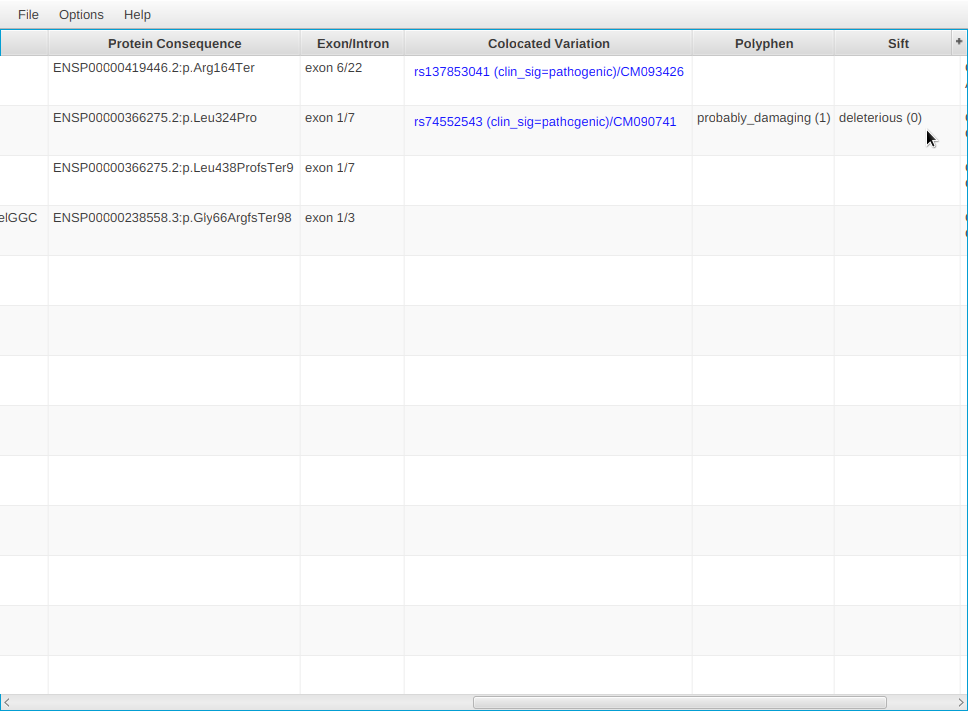 File Options Help
Protein Consequence Exon/Intron Colocated Variation Polyphen Sift +
ENSP00000419446.2:p.Arg164Ter exon 6/22 rs137853041 (clin_sig=pathogenic)/CM093426
ENSP00000366275.2:p.Leu324Pro exon 1/7 rs74552543 (clin_sig=pathogenic)/CM090741 probably_damaging (1) deleterious (0)
ENSP00000366275.2:p.Leu438ProfsTer9 exon 1/7
elGGC ENSP00000238558.3:p.Gly66ArgfsTer98 exon 1/3